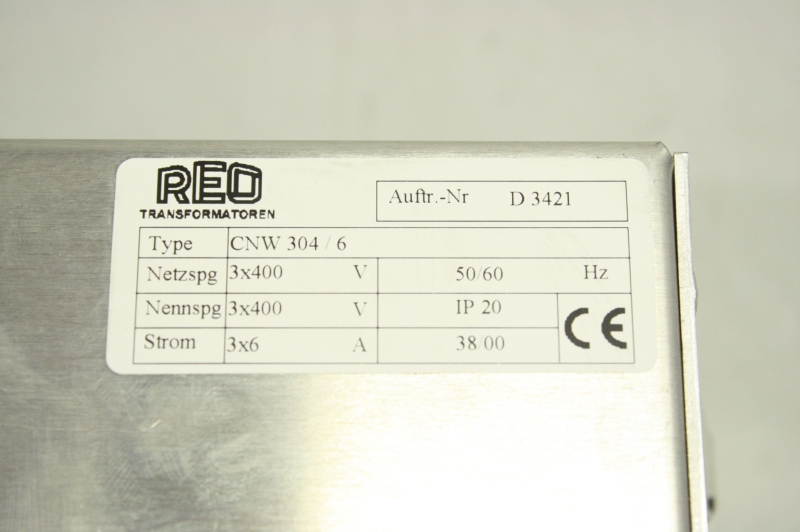 REO
TRANSFORMATOREN
Auftr.-Nr D 3421
Type CNW 304 / 6
Netzspg 3x400 V 50/60 Hz
Nennspg 3x400 V IP 20
Strom 3x6 A 38/00
CE